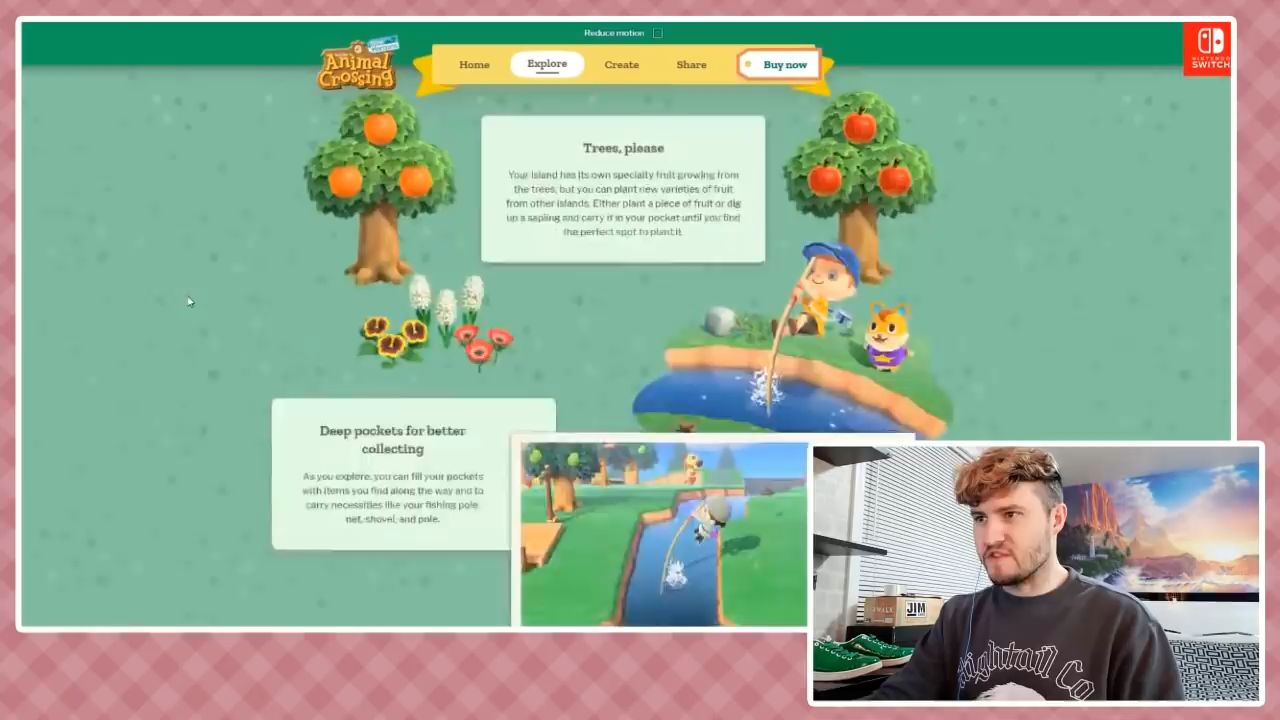 Reduce motion
Animal
Crossing
Home
Explore
Create
Share
Buy now
NINTENDO
SWITCH
Trees, please
Your island has its own specialty fruit growing from
the trees, but you can plant new varieties of fruit
from other islands. Either plant a piece of fruit or dig
up a sapling and carry it in your pocket until you find
the perfect spot to plant it.
Deep pockets for better
collecting
As you explore, you can fill your pockets
with items you find along the way and to
carry necessities like your fishing pole
net, shovel, and pole.
JIM
Hightail Co